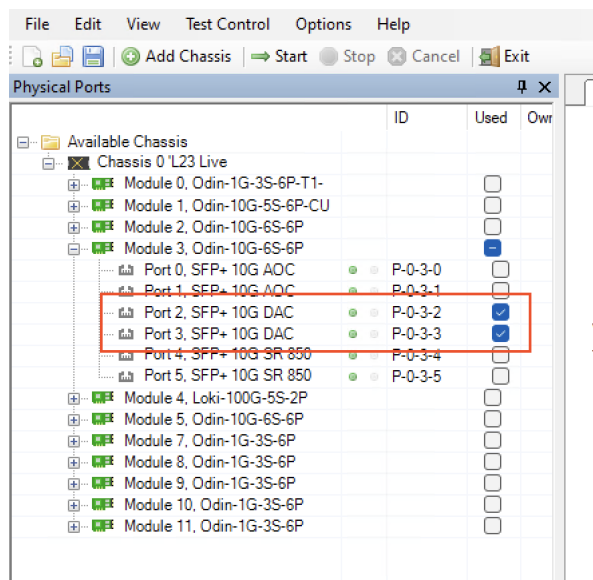 File Edit View Test Control Options Help
Add Chassis Start Stop Cancel Exit
Physical Ports
ID Used Owr
Available Chassis
Chassis 0 'L23 Live
Module 0, Odin-1G-3S-6P-T1-
Module 1, Odin-10G-5S-6P-CU
Module 2, Odin-10G-6S-6P
Module 3, Odin-10G-6S-6P
Port 0, SFP+ 10G AOC P-0-3-0
Port 1, SFP+ 10G AOC P-0-3-1
Port 2, SFP+ 10G DAC P-0-3-2
Port 3, SFP+ 10G DAC P-0-3-3
Port 4, SFP+ 10G SR 850 P-0-3-4
Port 5, SFP+ 10G SR 850 P-0-3-5
Module 4, Loki-100G-5S-2P
Module 5, Odin-10G-6S-6P
Module 7, Odin-1G-3S-6P
Module 8, Odin-1G-3S-6P
Module 9, Odin-1G-3S-6P
Module 10, Odin-1G-3S-6P
Module 11, Odin-1G-3S-6P